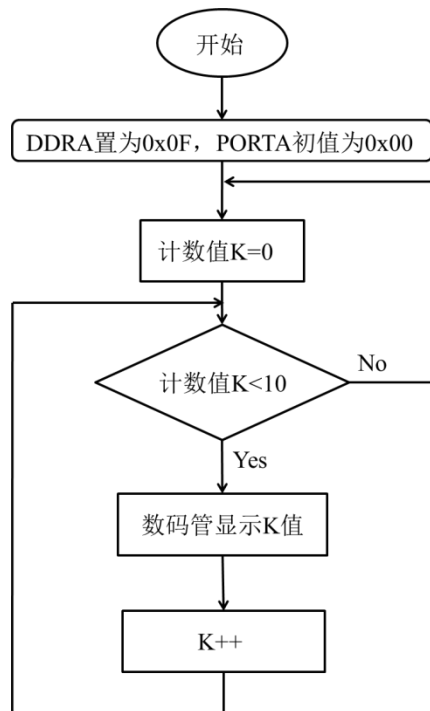 开始
DDRA置为0x0F，PORTA初值为0x00
计数值K=0
计数值K<10
No
Yes
数码管显示K值
K++